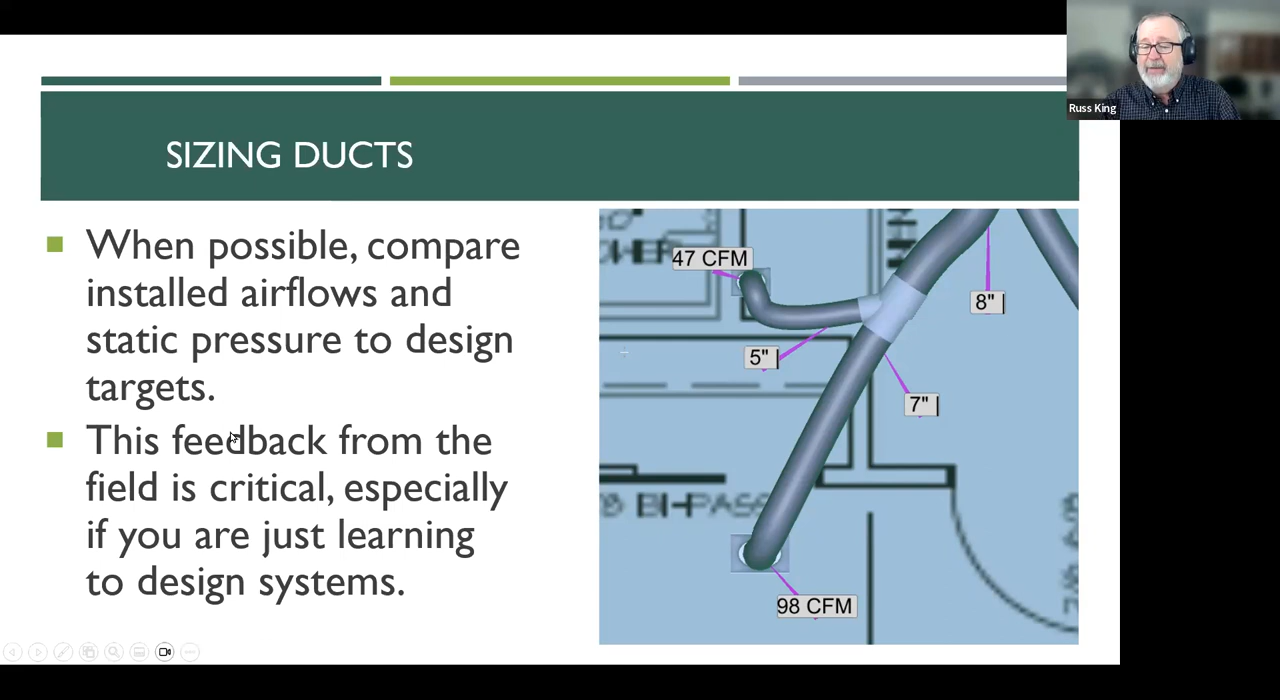 Russ King
SIZING DUCTS
When possible, compare
installed airflows and
static pressure to design
targets.
This feedback from the
field is critical, especially
if you are just learning
to design systems.
47 CFM
8"
5"
7"
BI-PASS
98 CFM